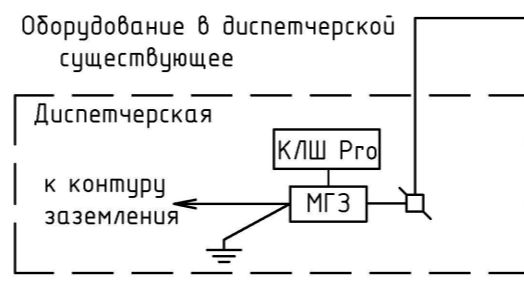 Оборудование в диспетчерской
существующее
Диспетчерская
КЛШ Pro
к контуру
заземления
МГЗ